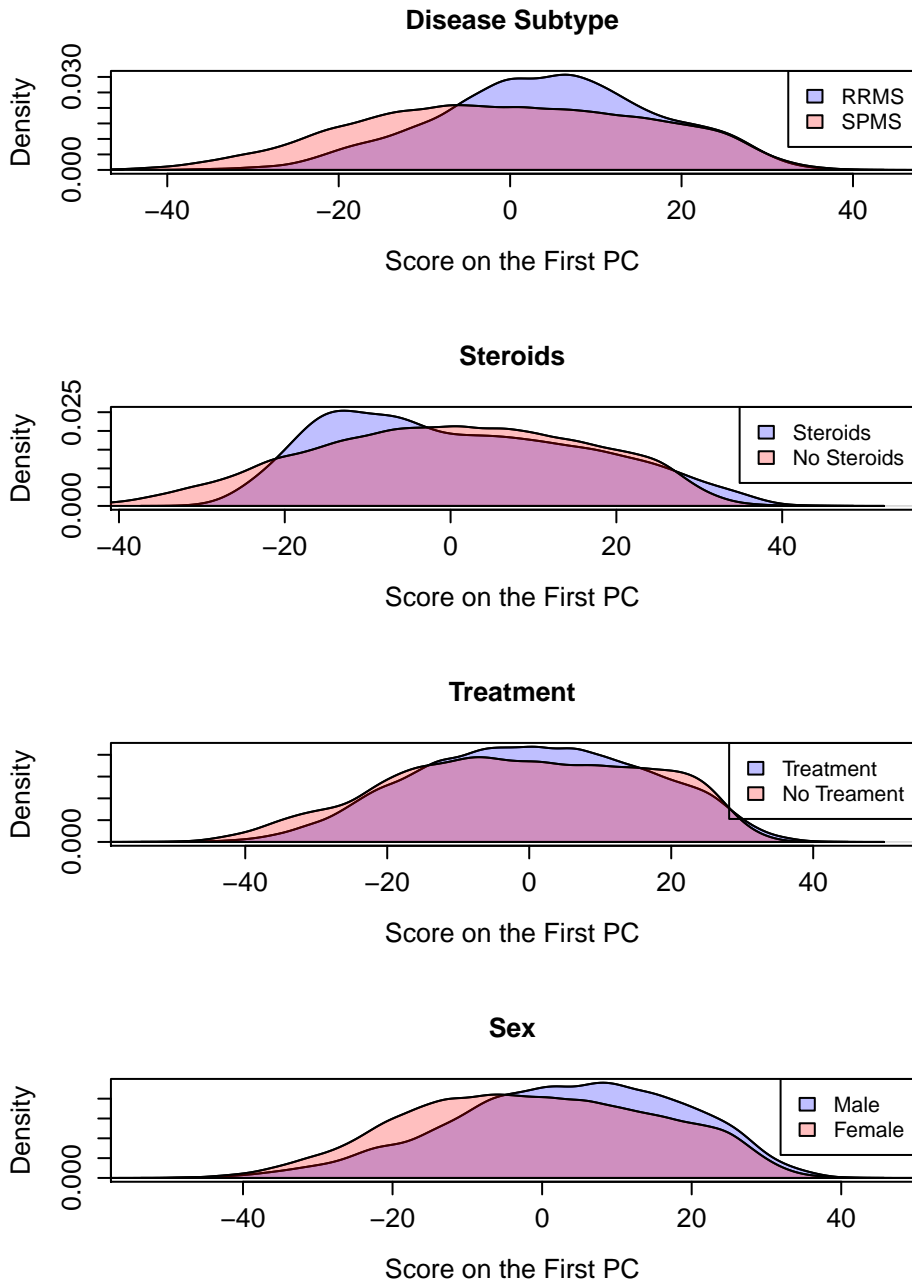 Disease Subtype
Density
0.000
0.030
RRMS
SPMS
−40 −20 0 20 40
Score on the First PC
Steroids
Density
0.000
0.025
Steroids
No Steroids
−40 −20 0 20 40
Score on the First PC
Treatment
Density
0.000
Treatment
No Treament
−40 −20 0 20 40
Score on the First PC
Sex
Density
0.000
Male
Female
−40 −20 0 20 40
Score on the First PC